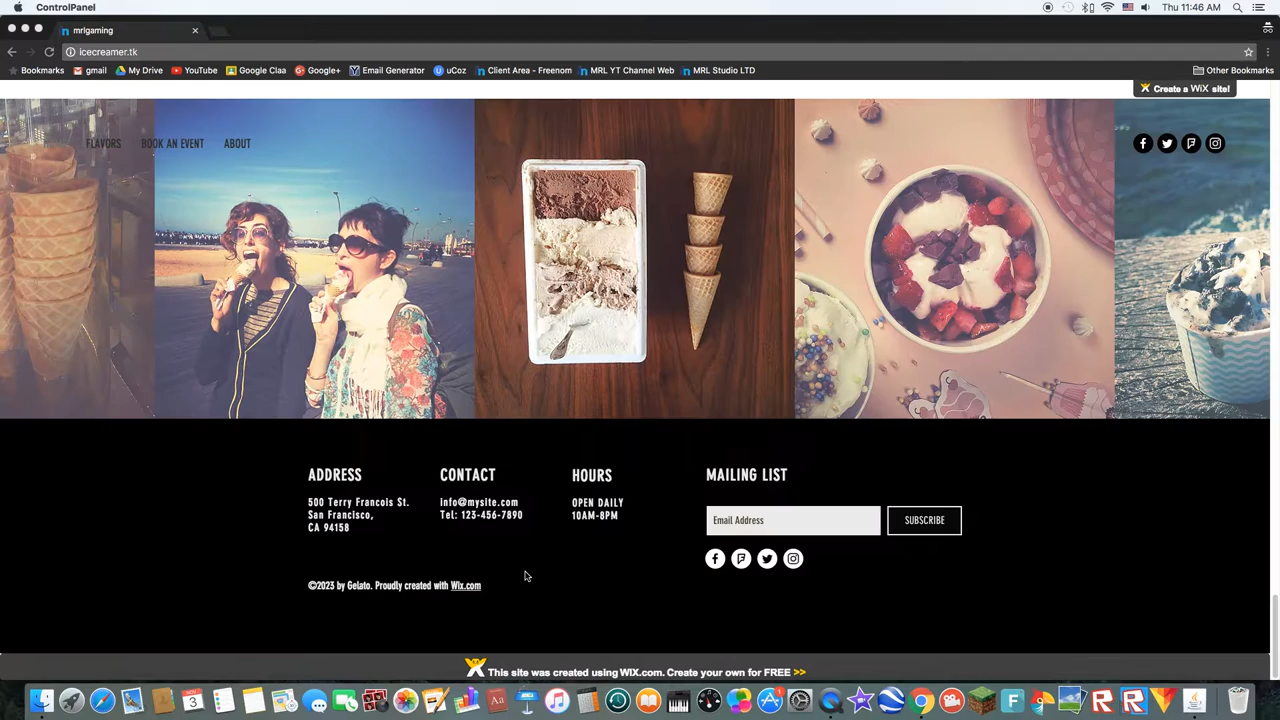 ControlPanel
Thu 11:46 AM
mrlgaming
icecreamer.tk
Bookmarks
gmail
My Drive
YouTube
Google Claa
Google+
Email Generator
uCoz
Client Area - Freenom
MRL YT Channel Web
MRL Studio LTD
Other Bookmarks
Create a WiX site!
FLAVORS
BOOK AN EVENT
ABOUT
ADDRESS
500 Terry Francois St.
San Francisco,
CA 94158
CONTACT
info@mysite.com
Tel: 123-456-7890
HOURS
OPEN DAILY
10AM-8PM
MAILING LIST
Email Address
SUBSCRIBE
©2023 by Gelato. Proudly created with Wix.com
This site was created using WIX.com. Create your own for FREE >>